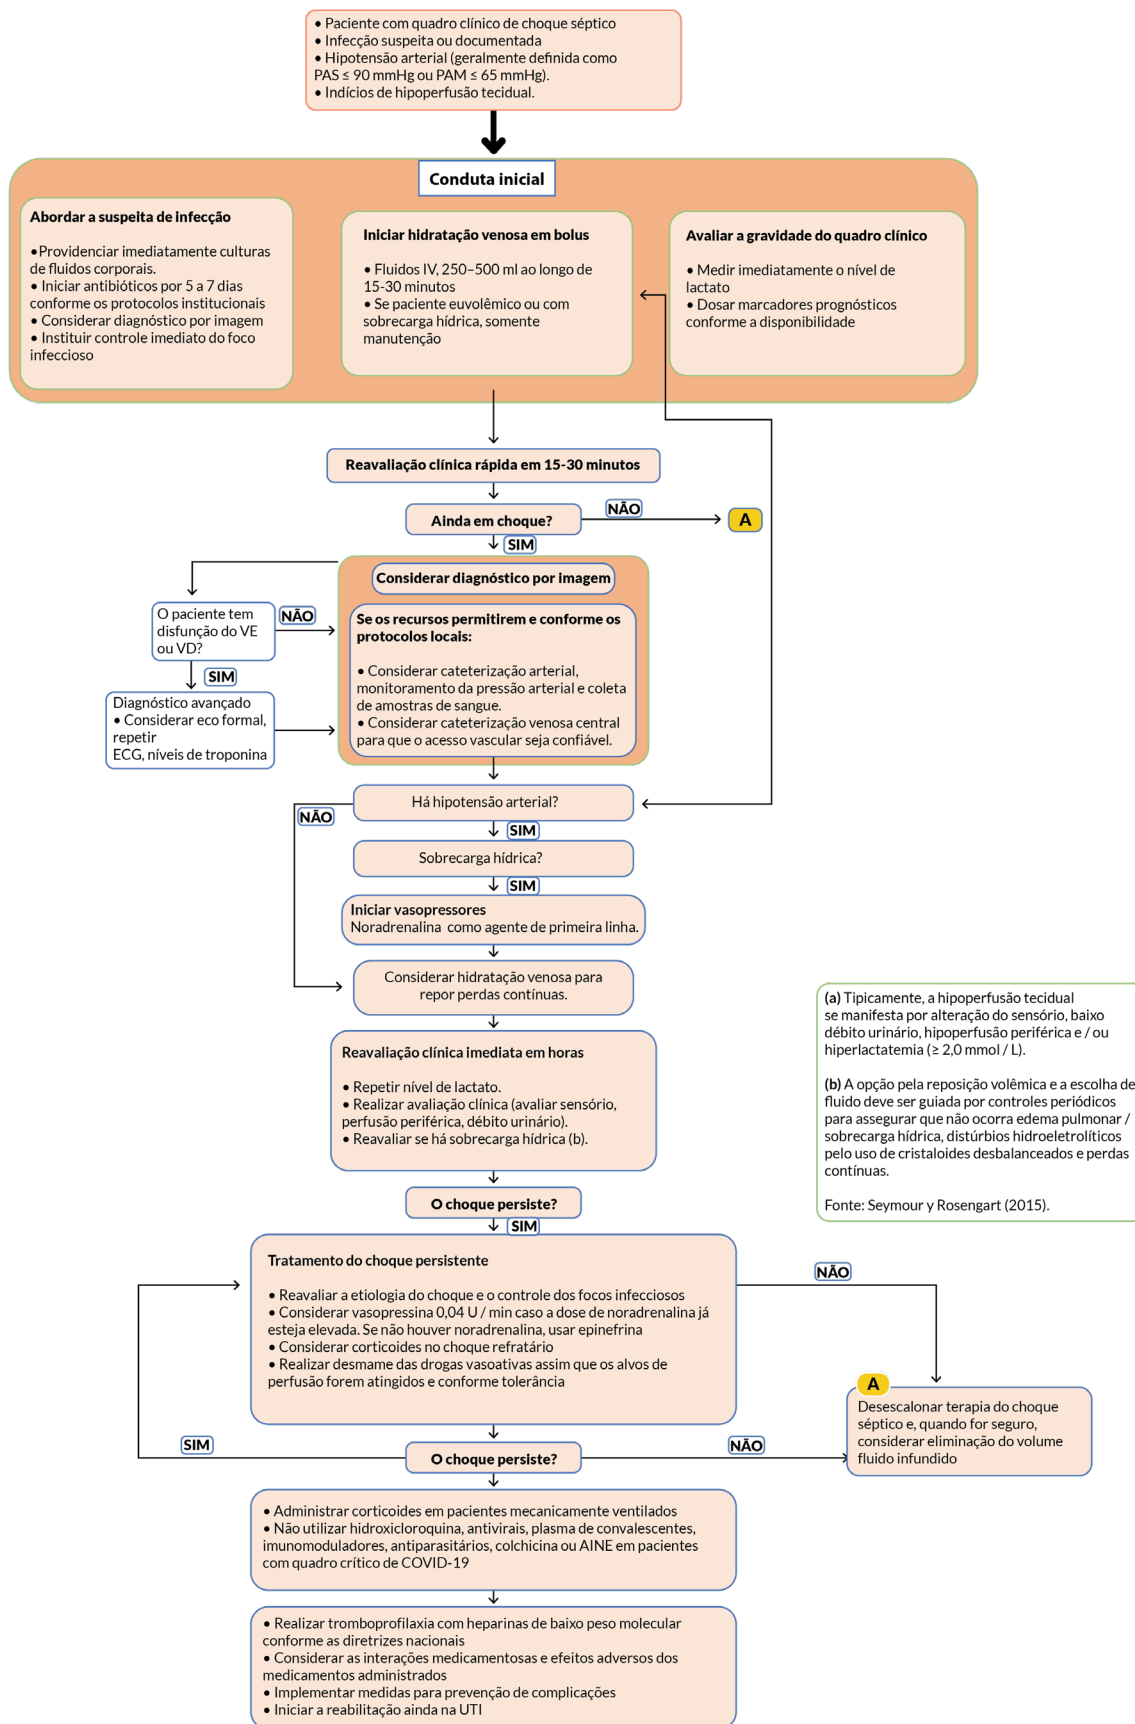 • Paciente com quadro clínico de choque séptico
• Infecção suspeita ou documentada
• Hipotensão arterial (geralmente definida como
PAS ≤ 90 mmHg ou PAM ≤ 65 mmHg).
• Indícios de hipoperfusão tecidual.
Conduta inicial
Abordar a suspeita de infecção
•Providenciar imediatamente culturas
de fluidos corporais.
• Iniciar antibióticos por 5 a 7 dias
conforme os protocolos institucionais
• Considerar diagnóstico por imagem
• Instituir controle imediato do foco
infeccioso
Iniciar hidratação venosa em bolus
• Fluidos IV, 250–500 ml ao longo de
15-30 minutos
• Se paciente euvolêmico ou com
sobrecarga hídrica, somente
manutenção
Avaliar a gravidade do quadro clínico
• Medir imediatamente o nível de
lactato
• Dosar marcadores prognósticos
conforme a disponibilidade
Reavaliação clínica rápida em 15-30 minutos
Ainda em choque?
NÃO
A
SIM
Considerar diagnóstico por imagem
Se os recursos permitirem e conforme os
protocolos locais:
• Considerar cateterização arterial,
monitoramento da pressão arterial e coleta
de amostras de sangue.
• Considerar cateterização venosa central
para que o acesso vascular seja confiável.
O paciente tem
disfunção do VE
ou VD?
NÃO
SIM
Diagnóstico avançado
• Considerar eco formal,
repetir
ECG, níveis de troponina
Há hipotensão arterial?
NÃO
SIM
Sobrecarga hídrica?
SIM
Iniciar vasopressores
Noradrenalina como agente de primeira linha.
Considerar hidratação venosa para
repor perdas contínuas.
Reavaliação clínica imediata em horas
• Repetir nível de lactato.
• Realizar avaliação clínica (avaliar sensório,
perfusão periférica, débito urinário).
• Reavaliar se há sobrecarga hídrica (b).
(a) Tipicamente, a hipoperfusão tecidual
se manifesta por alteração do sensório, baixo
débito urinário, hipoperfusão periférica e / ou
hiperlactatemia (≥ 2,0 mmol / L).
(b) A opção pela reposição volêmica e a escolha de
fluido deve ser guiada por controles periódicos
para assegurar que não ocorra edema pulmonar /
sobrecarga hídrica, distúrbios hidroeletrolíticos
pelo uso de cristaloides desbalanceados e perdas
contínuas.
Fonte: Seymour y Rosengart (2015).
O choque persiste?
SIM
Tratamento do choque persistente
• Reavaliar a etiologia do choque e o controle dos focos infecciosos
• Considerar vasopressina 0,04 U / min caso a dose de noradrenalina já
esteja elevada. Se não houver noradrenalina, usar epinefrina
• Considerar corticoides no choque refratário
• Realizar desmame das drogas vasoativas assim que os alvos de
perfusão forem atingidos e conforme tolerância
NÃO
A
Desescalonar terapia do choque
séptico e, quando for seguro,
considerar eliminação do volume
fluido infundido
SIM
O choque persiste?
NÃO
• Administrar corticoides em pacientes mecanicamente ventilados
• Não utilizar hidroxicloroquina, antivirais, plasma de convalescentes,
imunomoduladores, antiparasitários, colchicina ou AINE em pacientes
com quadro crítico de COVID-19
• Realizar tromboprofilaxia com heparinas de baixo peso molecular
conforme as diretrizes nacionais
• Considerar as interações medicamentosas e efeitos adversos dos
medicamentos administrados
• Implementar medidas para prevenção de complicações
• Iniciar a reabilitação ainda na UTI